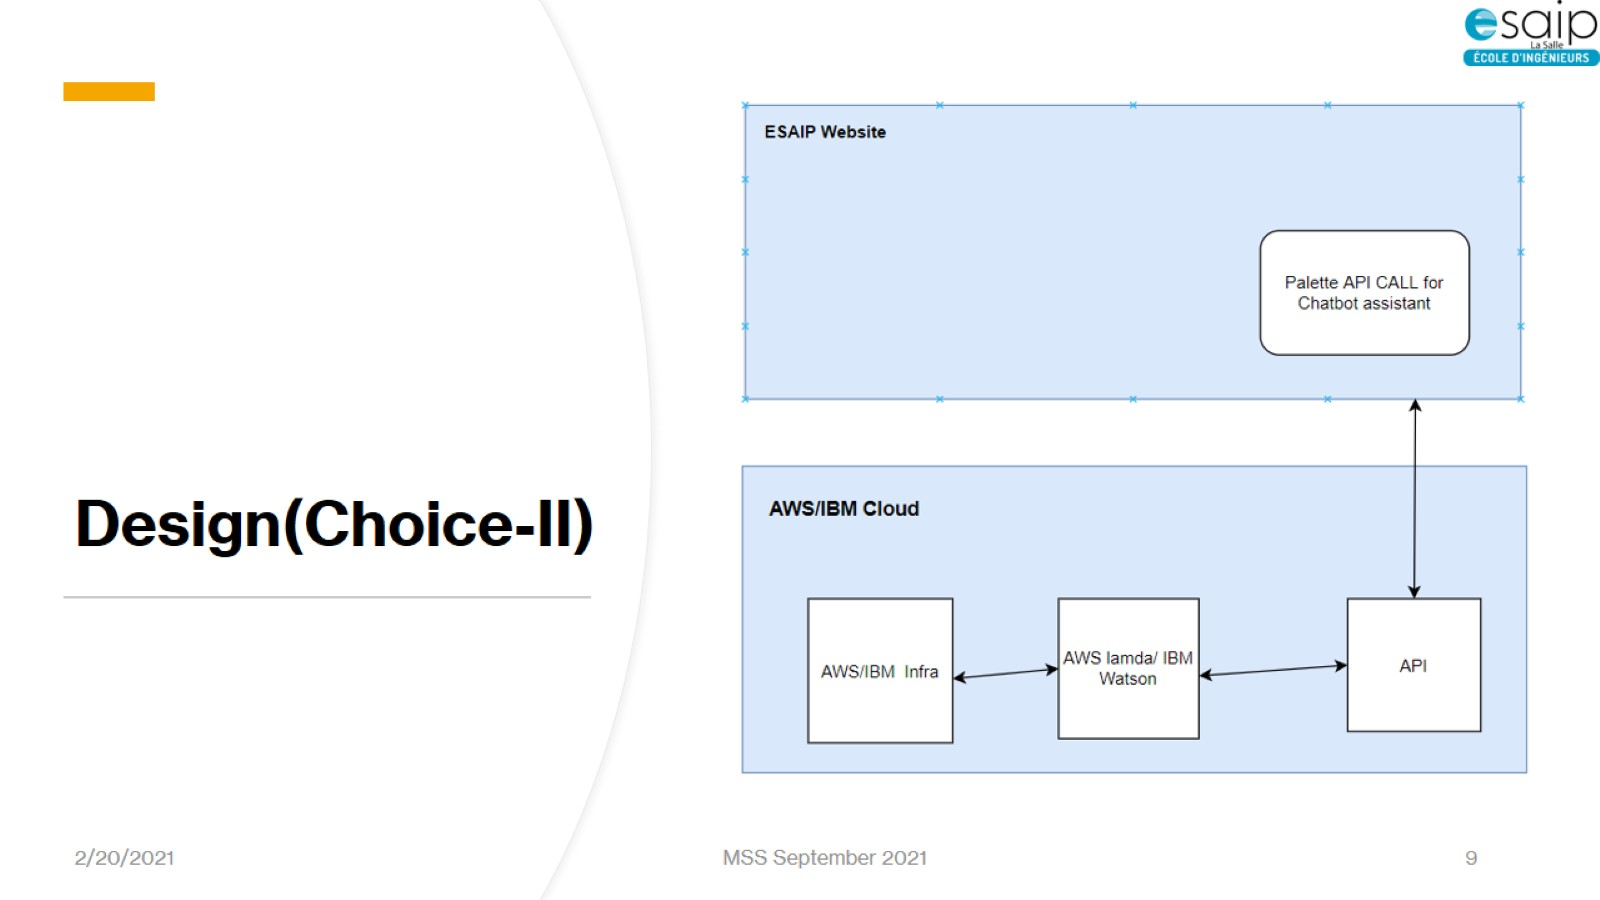 esaip
La Salle
ÉCOLE D'INGÉNIEURS
ESAIP Website
Palette API CALL for
Chatbot assistant
Design(Choice-II)
AWS/IBM Cloud
AWS/IBM Infra
AWS lamda/ IBM
Watson
API
2/20/2021
MSS September 2021
9